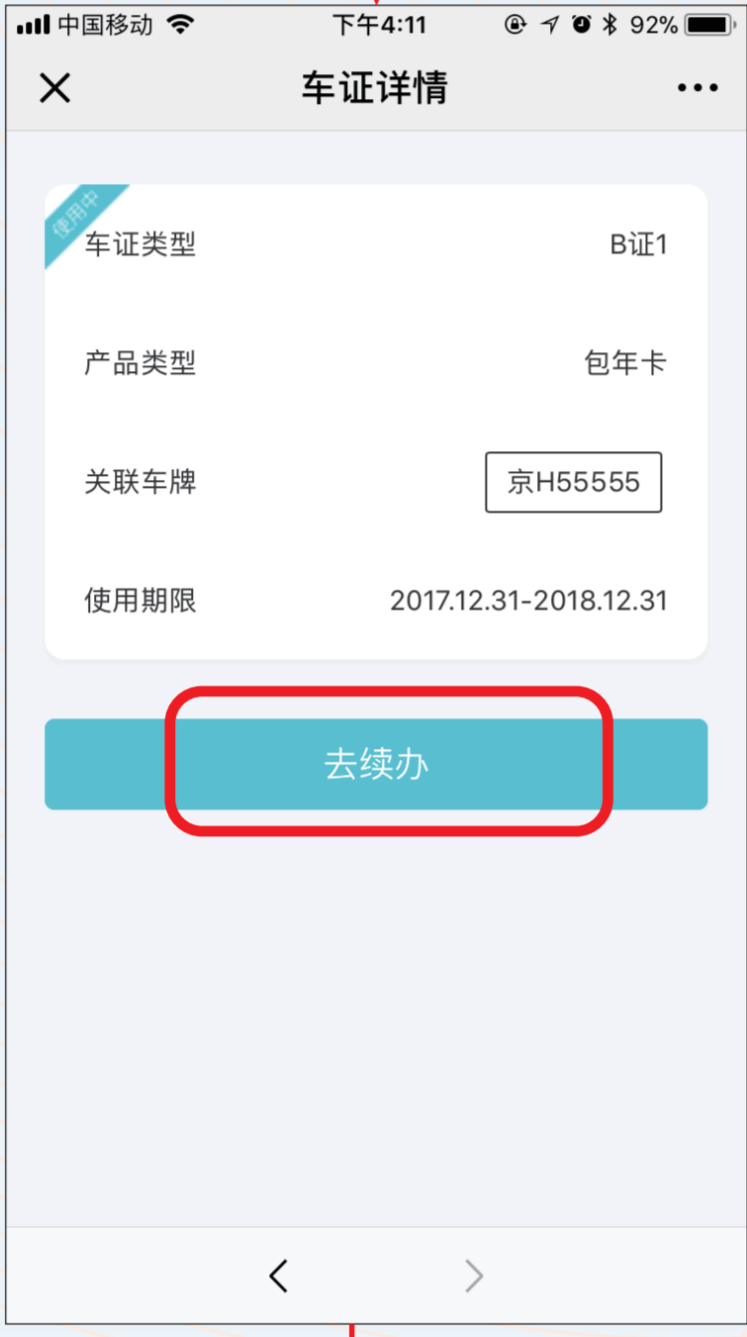 中国移动 下午4:11 92%
车证详情
使用中
车证类型 B证1
产品类型 包年卡
关联车牌 京H55555
使用期限 2017.12.31-2018.12.31
去续办